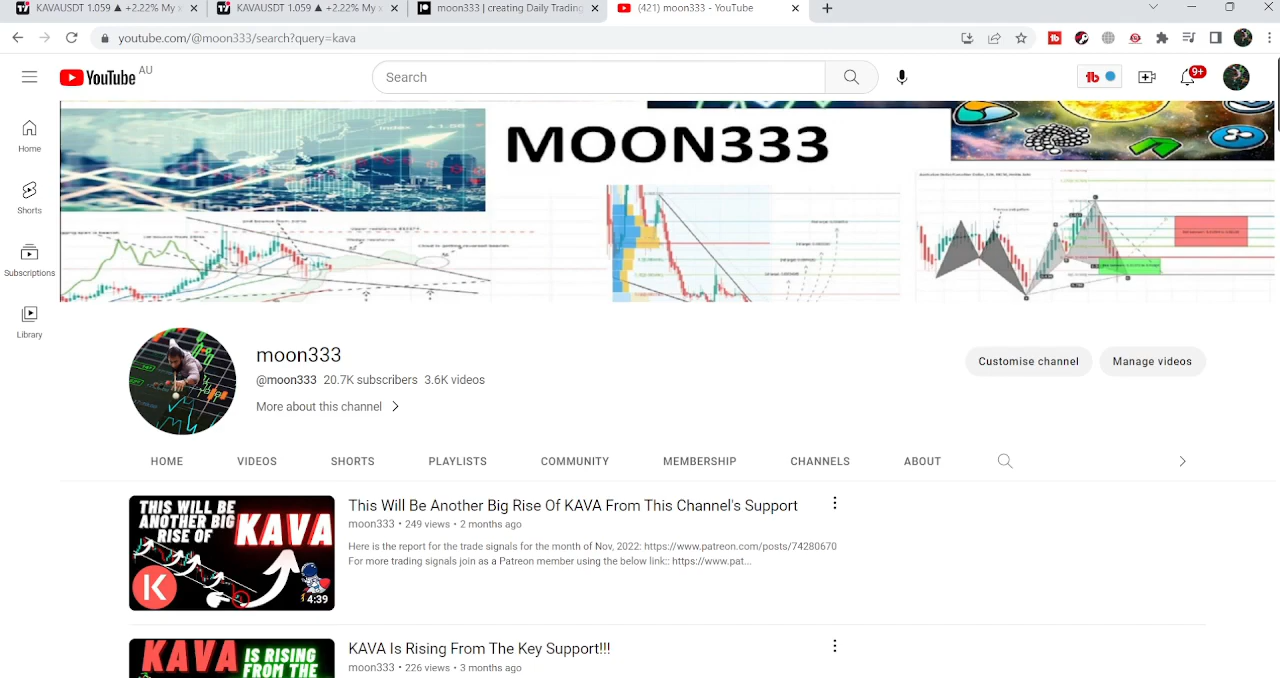 KAVAUSDT 1.059 ▲ +2.22% My
KAVAUSDT 1.059 ▲ +2.22% My
moon333 | creating Daily Trading
(421) moon333 - YouTube
youtube.com/@moon333/search?query=kava
YouTube AU
Search
9+
Home
Shorts
Subscriptions
Library
MOON333
moon333
@moon333 20.7K subscribers 3.6K videos
More about this channel
Customise channel
Manage videos
HOME VIDEOS SHORTS PLAYLISTS COMMUNITY MEMBERSHIP CHANNELS ABOUT
THIS WILL BE
ANOTHER BIG
RISE OF
KAVA
K
4:39
This Will Be Another Big Rise Of KAVA From This Channel's Support
moon333 • 249 views • 2 months ago
Here is the report for the trade signals for the month of Nov, 2022: https://www.patreon.com/posts/74280670
For more trading signals join as a Patreon member using the below link:: https://www.pat...
KAVA
IS RISING
FROM THE
KAVA Is Rising From The Key Support!!!
moon333 • 226 views • 3 months ago